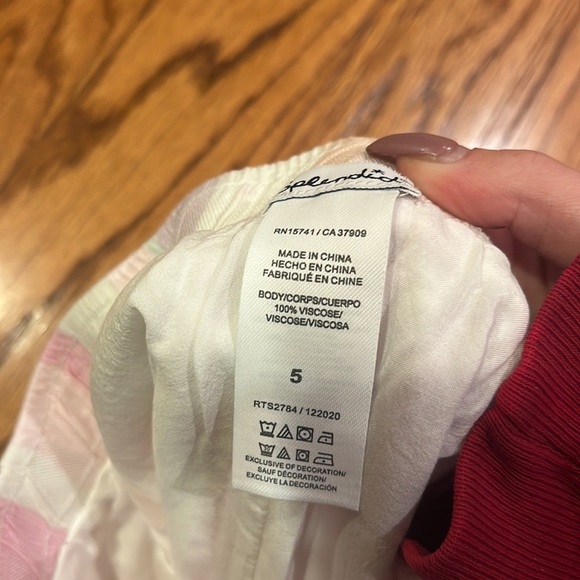 Splendid
RN15741 / CA 37909
MADE IN CHINA
HECHO EN CHINA
FABRIQUÉ EN CHINE
BODY/CORPS/CUERPO
100% VISCOSE/
VISCOSE/VISCOSA
5
RTS2784 / 122020
EXCLUSIVE OF DECORATION/
SAUF DÉCORATION/
EXCLUYE LA DECORACIÓN